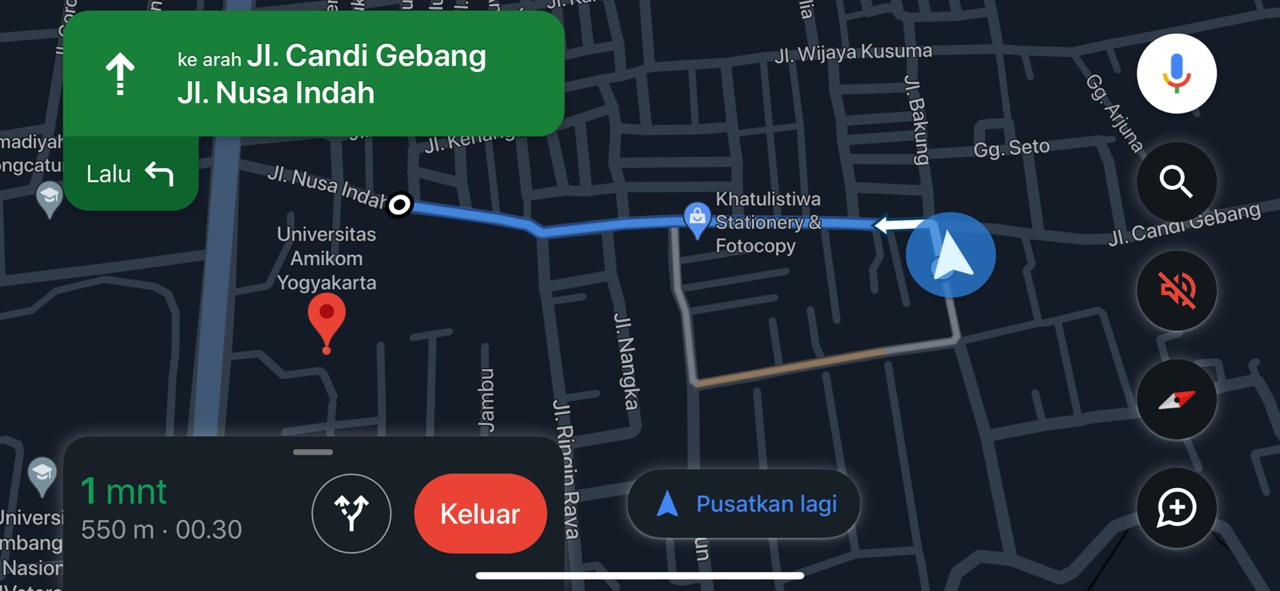 ke arah Jl. Candi Gebang
Jl. Nusa Indah
Lalu
Jl. Wijaya Kusuma
Jl. Bakung
Gg. Arjuna
Gg. Seto
Jl. Candi Gebang
Jl. Nusa Indah
Universitas
Amikom
Yogyakarta
Khatulistiwa
Stationery &
Fotocopy
Jl. Nangka
Jambu
Jl. Ringin Raya
1 mnt
550 m · 00.30
Keluar
Pusatkan lagi